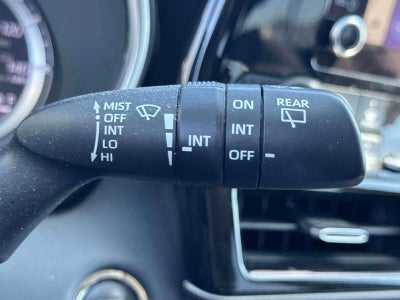 MIST
OFF
INT
LO
HI
INT
ON
INT
OFF
REAR